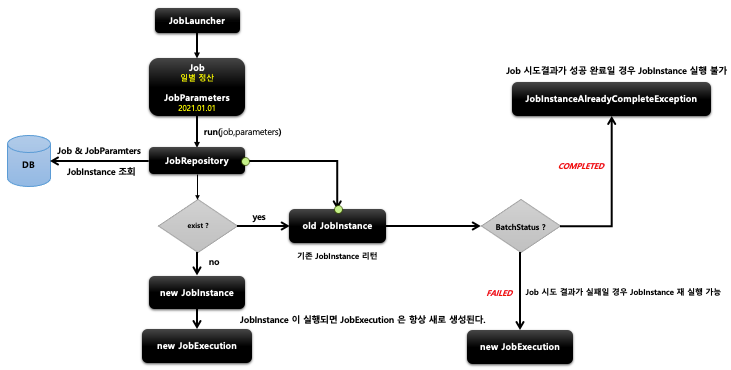 JobLauncher
Job
일별 정산
JobParameters
2021.01.01
run(job,parameters)
Job & JobParamters
DB
JobInstance 조회
JobRepository
exist ?
yes
no
old JobInstance
기존 JobInstance 리턴
new JobInstance
JobInstance 이 실행되면 JobExecution 은 항상 새로 생성된다.
new JobExecution
Job 시도결과가 성공 완료일 경우 JobInstance 실행 불가
JobInstanceAlreadyCompleteException
COMPLETED
BatchStatus ?
FAILED
Job 시도 결과가 실패일 경우 JobInstance 재 실행 가능
new JobExecution